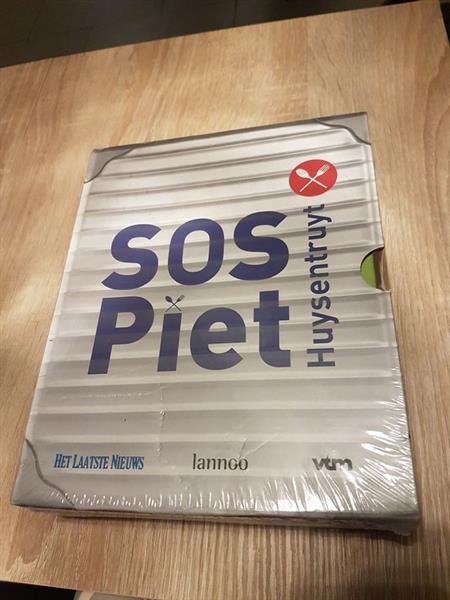 SOS
Piet
Huysentruyt
HET LAATSTE NIEUWS
lannoo
vtm